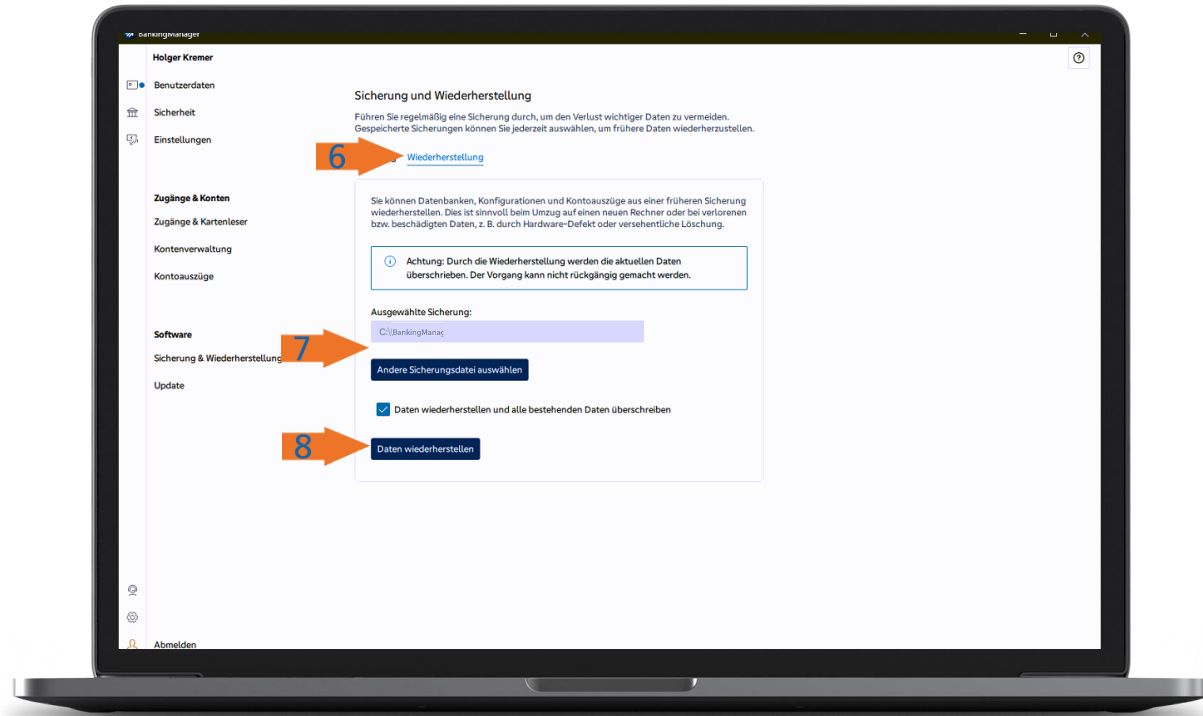 BankingManager
Holger Kremer
Benutzerdaten
Sicherheit
Einstellungen
Zugänge & Konten
Zugänge & Kartenleser
Kontenverwaltung
Kontoauszüge
Software
Sicherung & Wiederherstellung
Update
Abmelden
Sicherung und Wiederherstellung
Führen Sie regelmäßig eine Sicherung durch, um den Verlust wichtiger Daten zu vermeiden.
Gespeicherte Sicherungen können Sie jederzeit auswählen, um frühere Daten wiederherzustellen.
6
Wiederherstellung
Sie können Datenbanken, Konfigurationen und Kontoauszüge aus einer früheren Sicherung
wiederherstellen. Dies ist sinnvoll beim Umzug auf einen neuen Rechner oder bei verlorenen
bzw. beschädigten Daten, z. B. durch Hardware-Defekt oder versehentliche Löschung.
Achtung: Durch die Wiederherstellung werden die aktuellen Daten
überschrieben. Der Vorgang kann nicht rückgängig gemacht werden.
Ausgewählte Sicherung:
C:\\BankingManag
7
Andere Sicherungsdatei auswählen
Daten wiederherstellen und alle bestehenden Daten überschreiben
8
Daten wiederherstellen